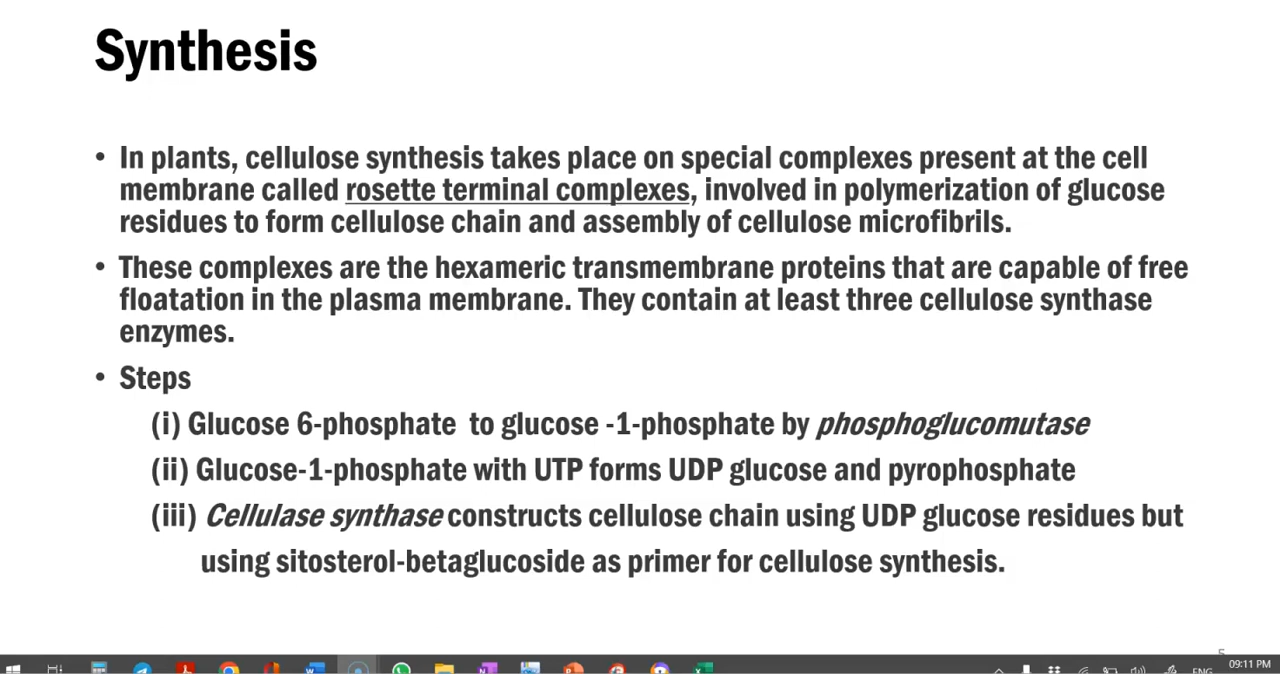 Synthesis
• In plants, cellulose synthesis takes place on special complexes present at the cell
membrane called rosette terminal complexes, involved in polymerization of glucose
residues to form cellulose chain and assembly of cellulose microfibrils.
• These complexes are the hexameric transmembrane proteins that are capable of free
floatation in the plasma membrane. They contain at least three cellulose synthase
enzymes.
• Steps
(i) Glucose 6-phosphate to glucose -1-phosphate by phosphoglucomutase
(ii) Glucose-1-phosphate with UTP forms UDP glucose and pyrophosphate
(iii) Cellulase synthase constructs cellulose chain using UDP glucose residues but
using sitosterol-betaglucoside as primer for cellulose synthesis.
5
ENG 09:11 PM